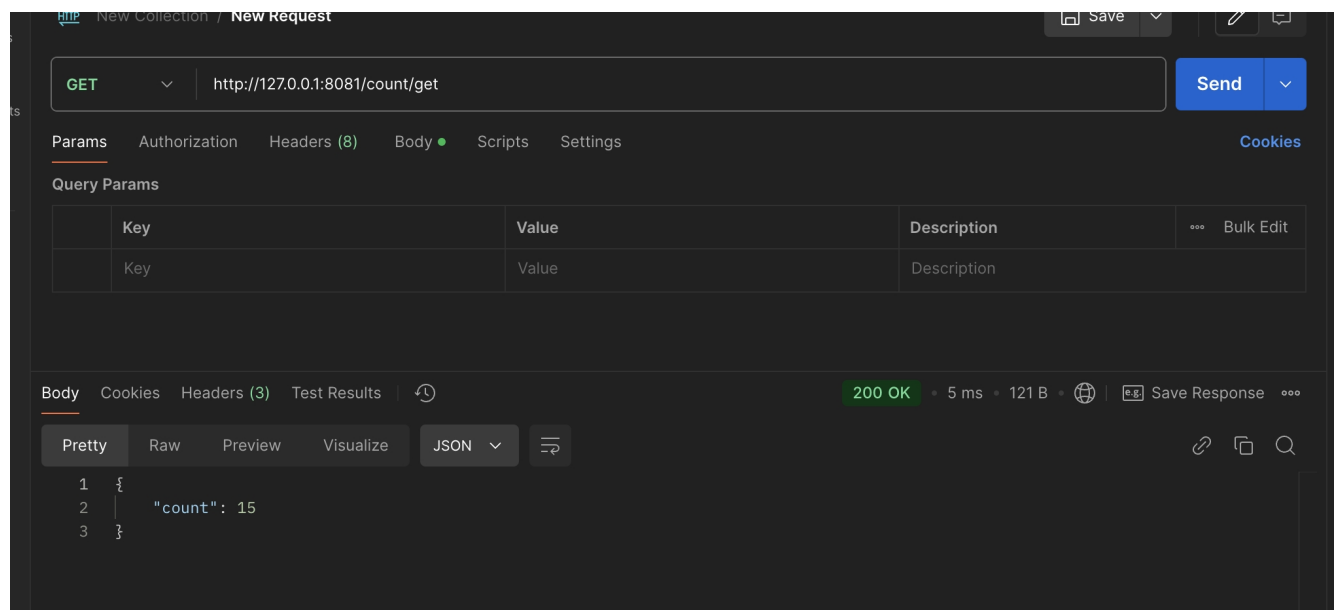 HTTP New Collection / New Request Save
s
GET http://127.0.0.1:8081/count/get Send
ts
Params Authorization Headers (8) Body Scripts Settings Cookies
Query Params
Key Value Description Bulk Edit
Key Value Description
Body Cookies Headers (3) Test Results 200 OK 5 ms 121 B e.g. Save Response
Pretty Raw Preview Visualize JSON
1 {
2 "count": 15
3 }